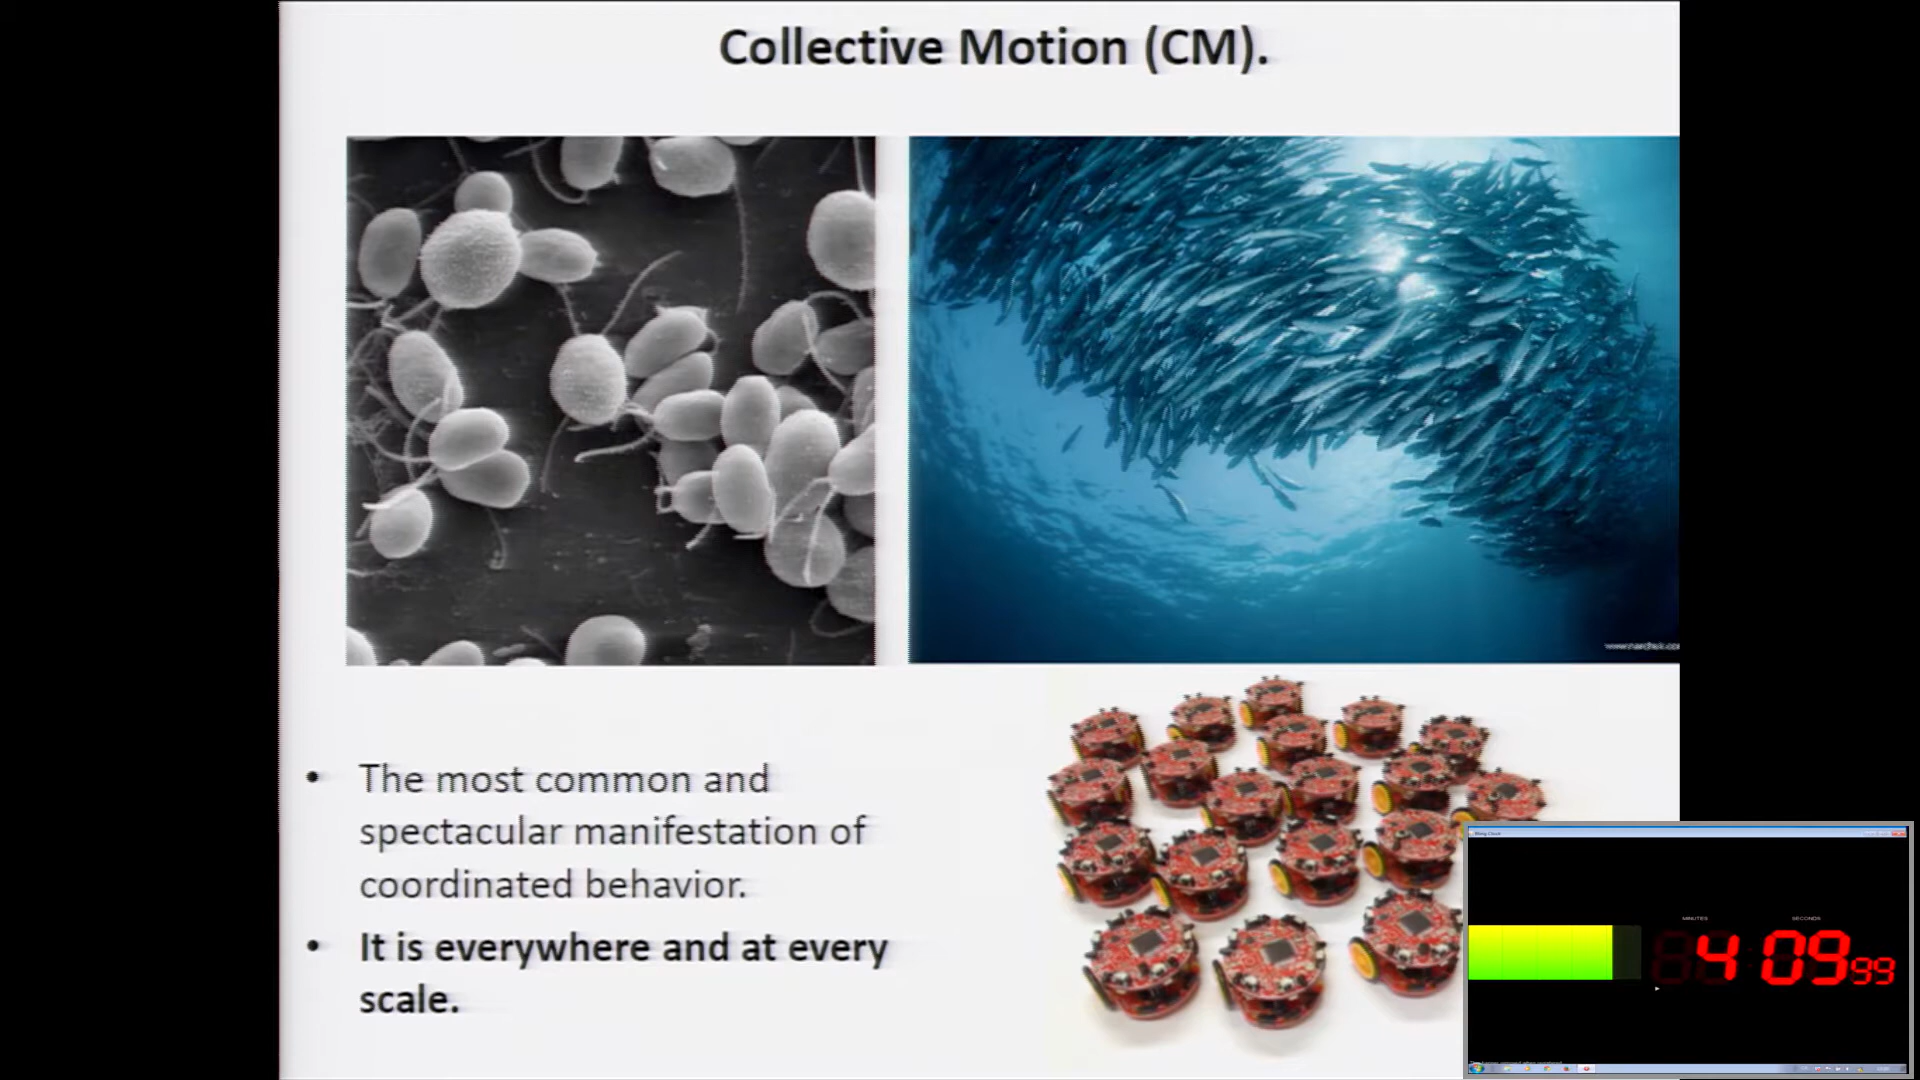 Collective Motion (CM).
• The most common and
spectacular manifestation of
coordinated behavior.
• It is everywhere and at every
scale.
MINUTES SECONDS
4 09 99